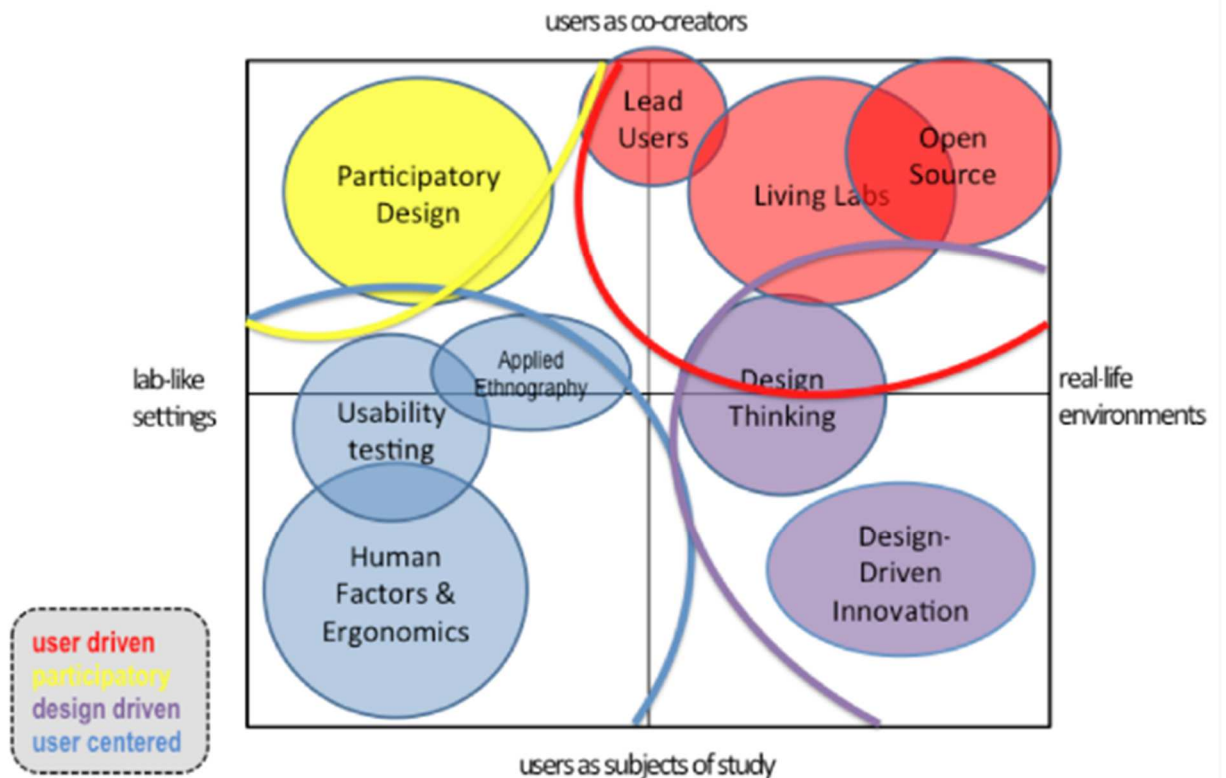 users as co-creators
Lead
Users
Open
Source
Participatory
Design
Living Labs
lab-like
settings
Applied
Ethnography
Usability
testing
Design
Thinking
real-life
environments
Human
Factors &
Ergonomics
Design-
Driven
Innovation
user driven
participatory
design driven
user centered
users as subjects of study